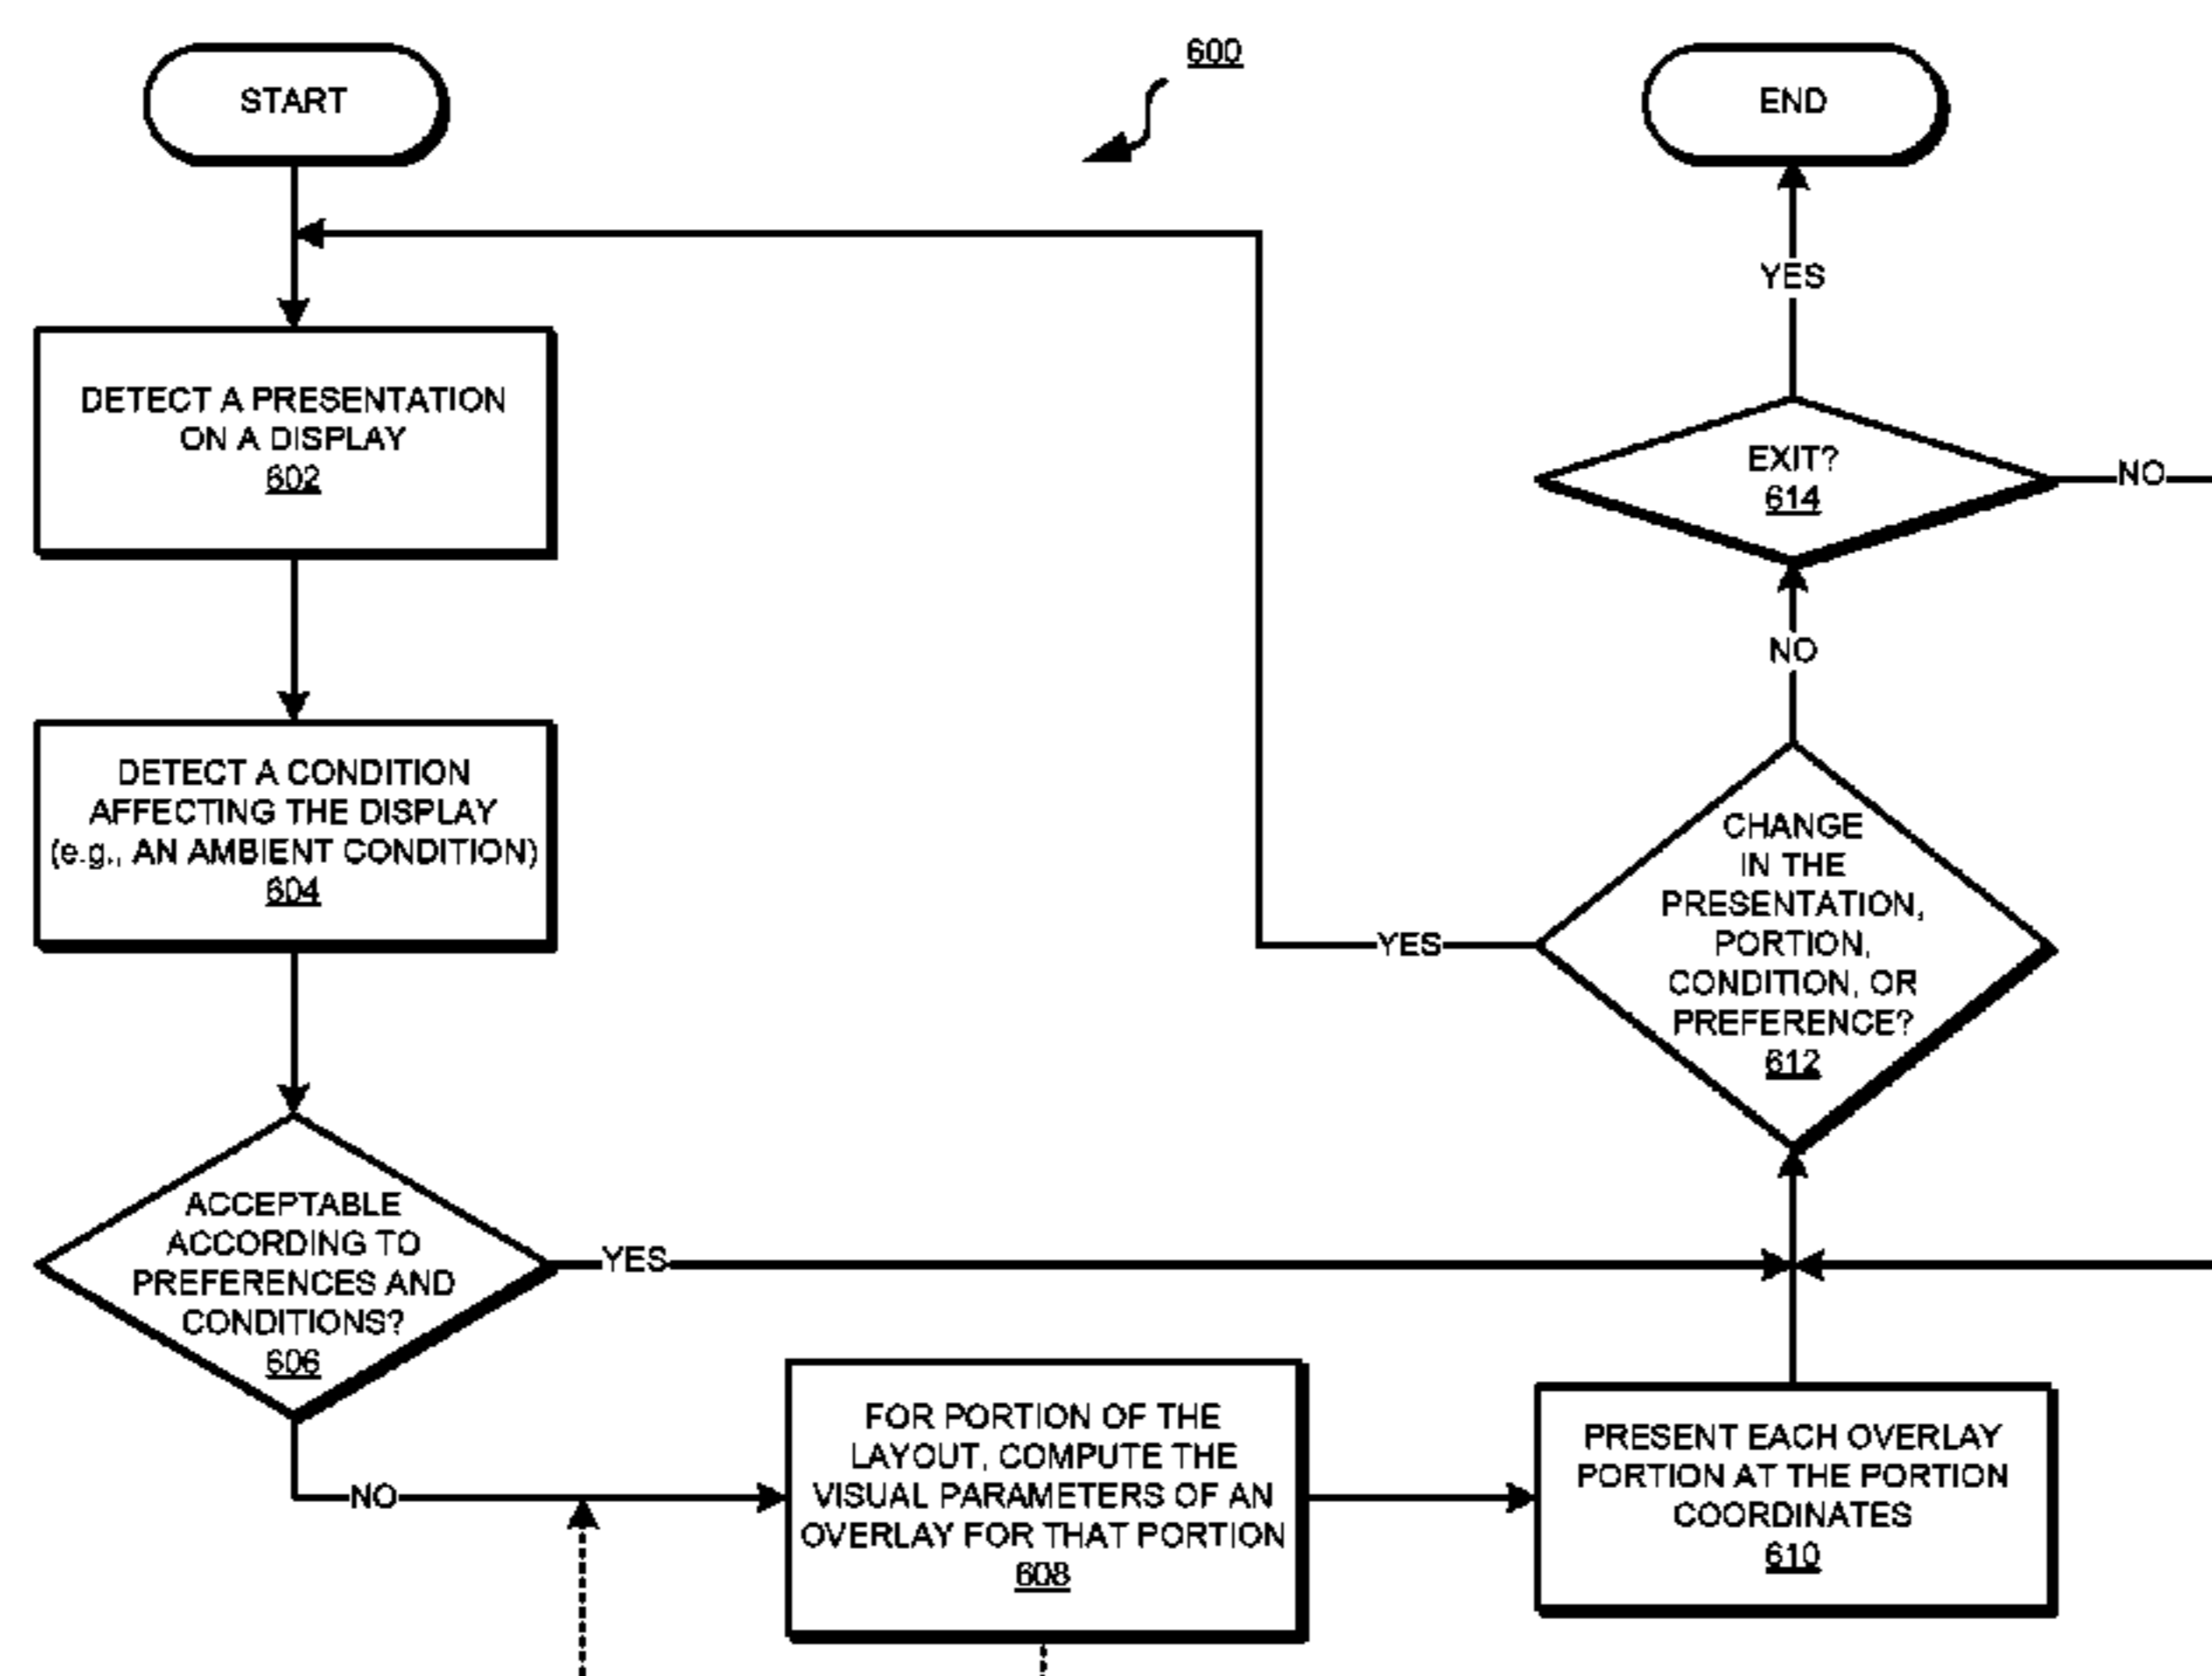 600
START
DETECT A PRESENTATION
ON A DISPLAY
602
DETECT A CONDITION
AFFECTING THE DISPLAY
(e.g., AN AMBIENT CONDITION)
604
ACCEPTABLE
ACCORDING TO
PREFERENCES AND
CONDITIONS?
606
YES
NO
FOR PORTION OF THE
LAYOUT, COMPUTE THE
VISUAL PARAMETERS OF AN
OVERLAY FOR THAT PORTION
608
PRESENT EACH OVERLAY
PORTION AT THE PORTION
COORDINATES
610
CHANGE
IN THE
PRESENTATION,
PORTION,
CONDITION, OR
PREFERENCE?
612
YES
NO
EXIT?
614
NO
YES
END